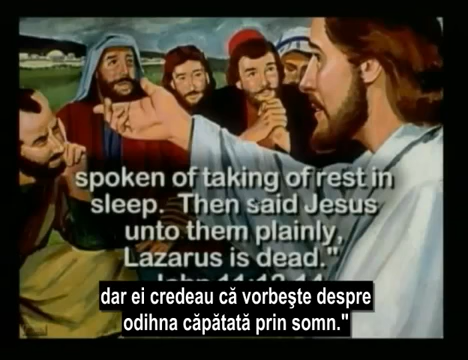 spoken of taking of rest in
sleep. Then said Jesus
unto them plainly,
Lazarus is dead."
dar ei credeau că vorbeşte despre
odihna căpătată prin somn."